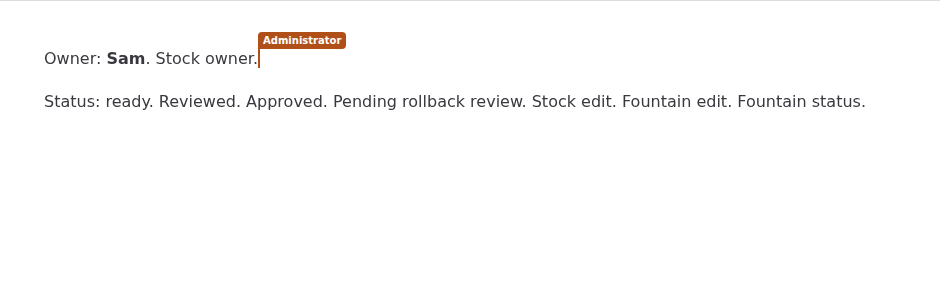 Administrator
Owner: Sam. Stock owner.
Status: ready. Reviewed. Approved. Pending rollback review. Stock edit. Fountain edit. Fountain status.